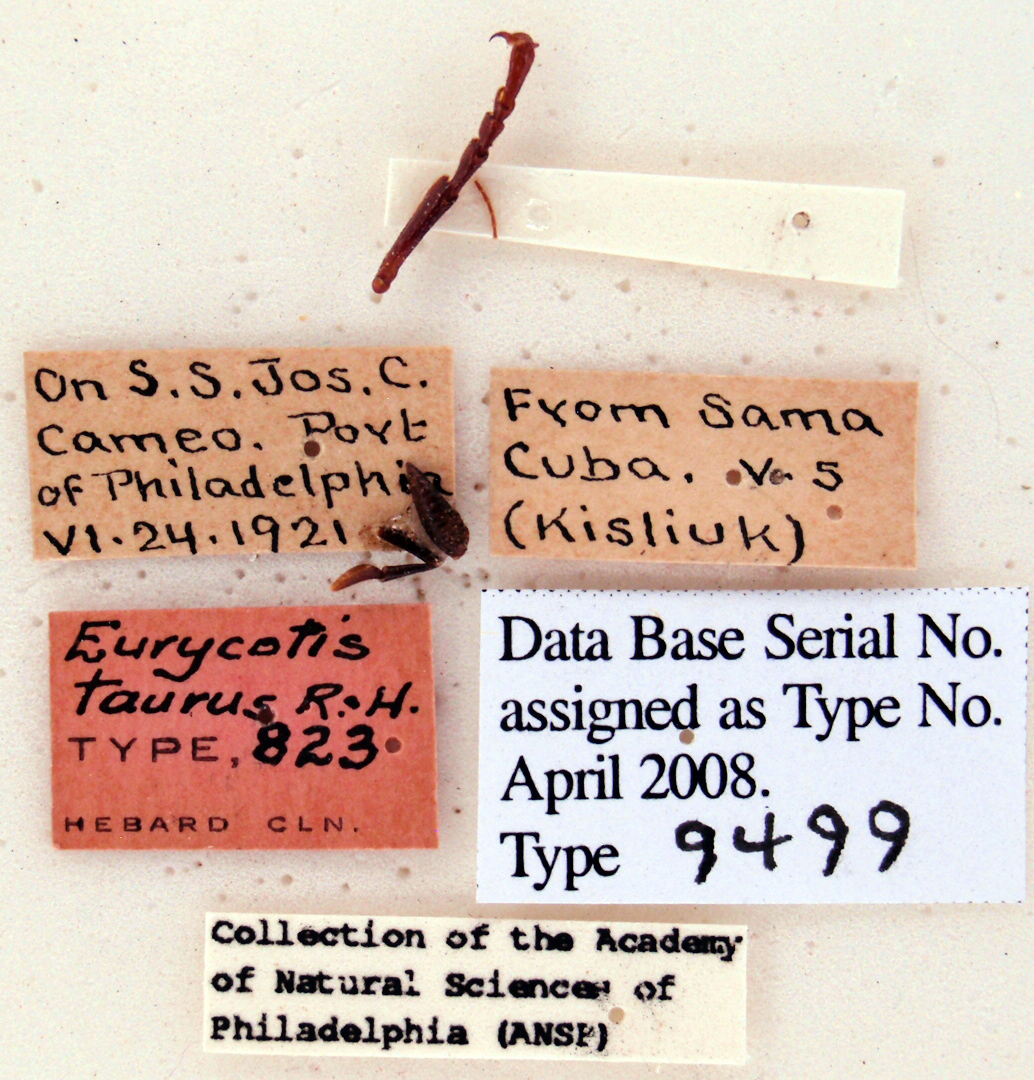 On S.S. Jos. C.
Cameo. Port
of Philadelphia
VI.24.1921
From Sama
Cuba. V. 5
(Kisliuk)
Eurycotis
taurus R.+H.
TYPE, 823
HEBARD CLN.
Data Base Serial No.
assigned as Type No.
April 2008.
Type 9499
Collection of the Academy
of Natural Sciences of
Philadelphia (ANSP)